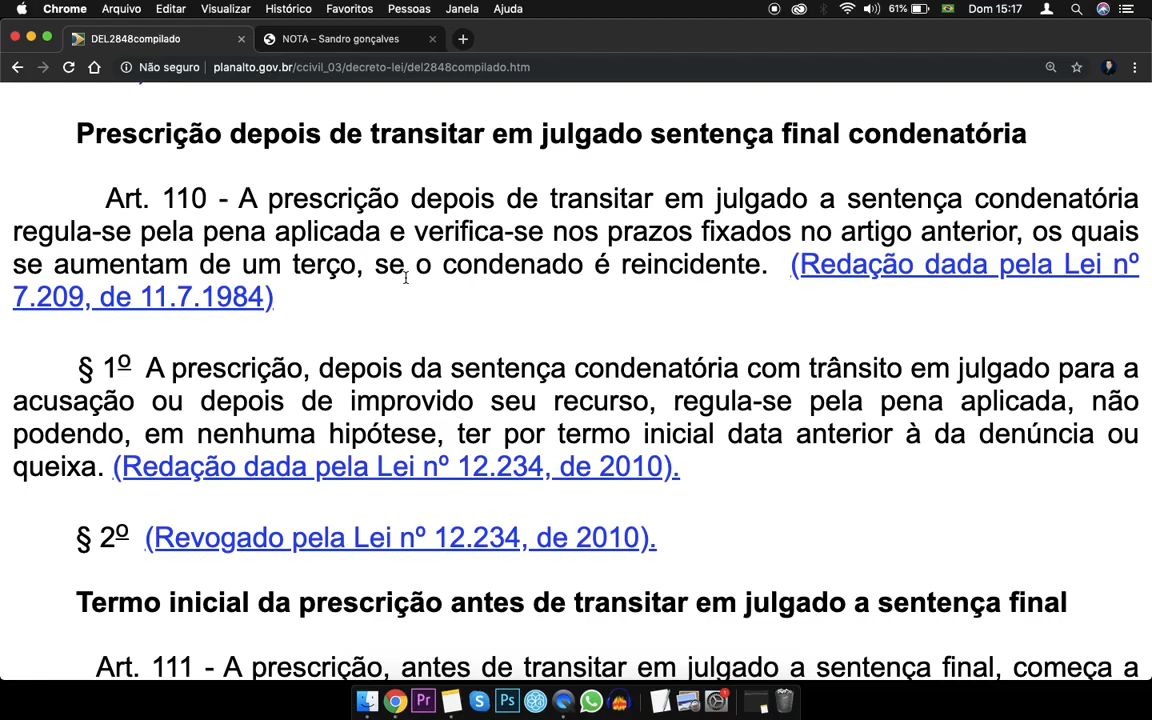 Chrome Arquivo Editar Visualizar Histórico Favoritos Pessoas Janela Ajuda 61% Dom 15:17
DEL2848compilado NOTA – Sandro gonçalves
Não seguro planalto.gov.br/ccivil_03/decreto-lei/del2848compilado.htm
Prescrição depois de transitar em julgado sentença final condenatória
Art. 110 - A prescrição depois de transitar em julgado a sentença condenatória
regula-se pela pena aplicada e verifica-se nos prazos fixados no artigo anterior, os quais
se aumentam de um terço, se o condenado é reincidente. (Redação dada pela Lei nº
7.209, de 11.7.1984)
§ 1º A prescrição, depois da sentença condenatória com trânsito em julgado para a
acusação ou depois de improvido seu recurso, regula-se pela pena aplicada, não
podendo, em nenhuma hipótese, ter por termo inicial data anterior à da denúncia ou
queixa. (Redação dada pela Lei nº 12.234, de 2010).
§ 2º (Revogado pela Lei nº 12.234, de 2010).
Termo inicial da prescrição antes de transitar em julgado a sentença final
Art. 111 - A prescrição, antes de transitar em julgado a sentença final, começa a
Pr Ps